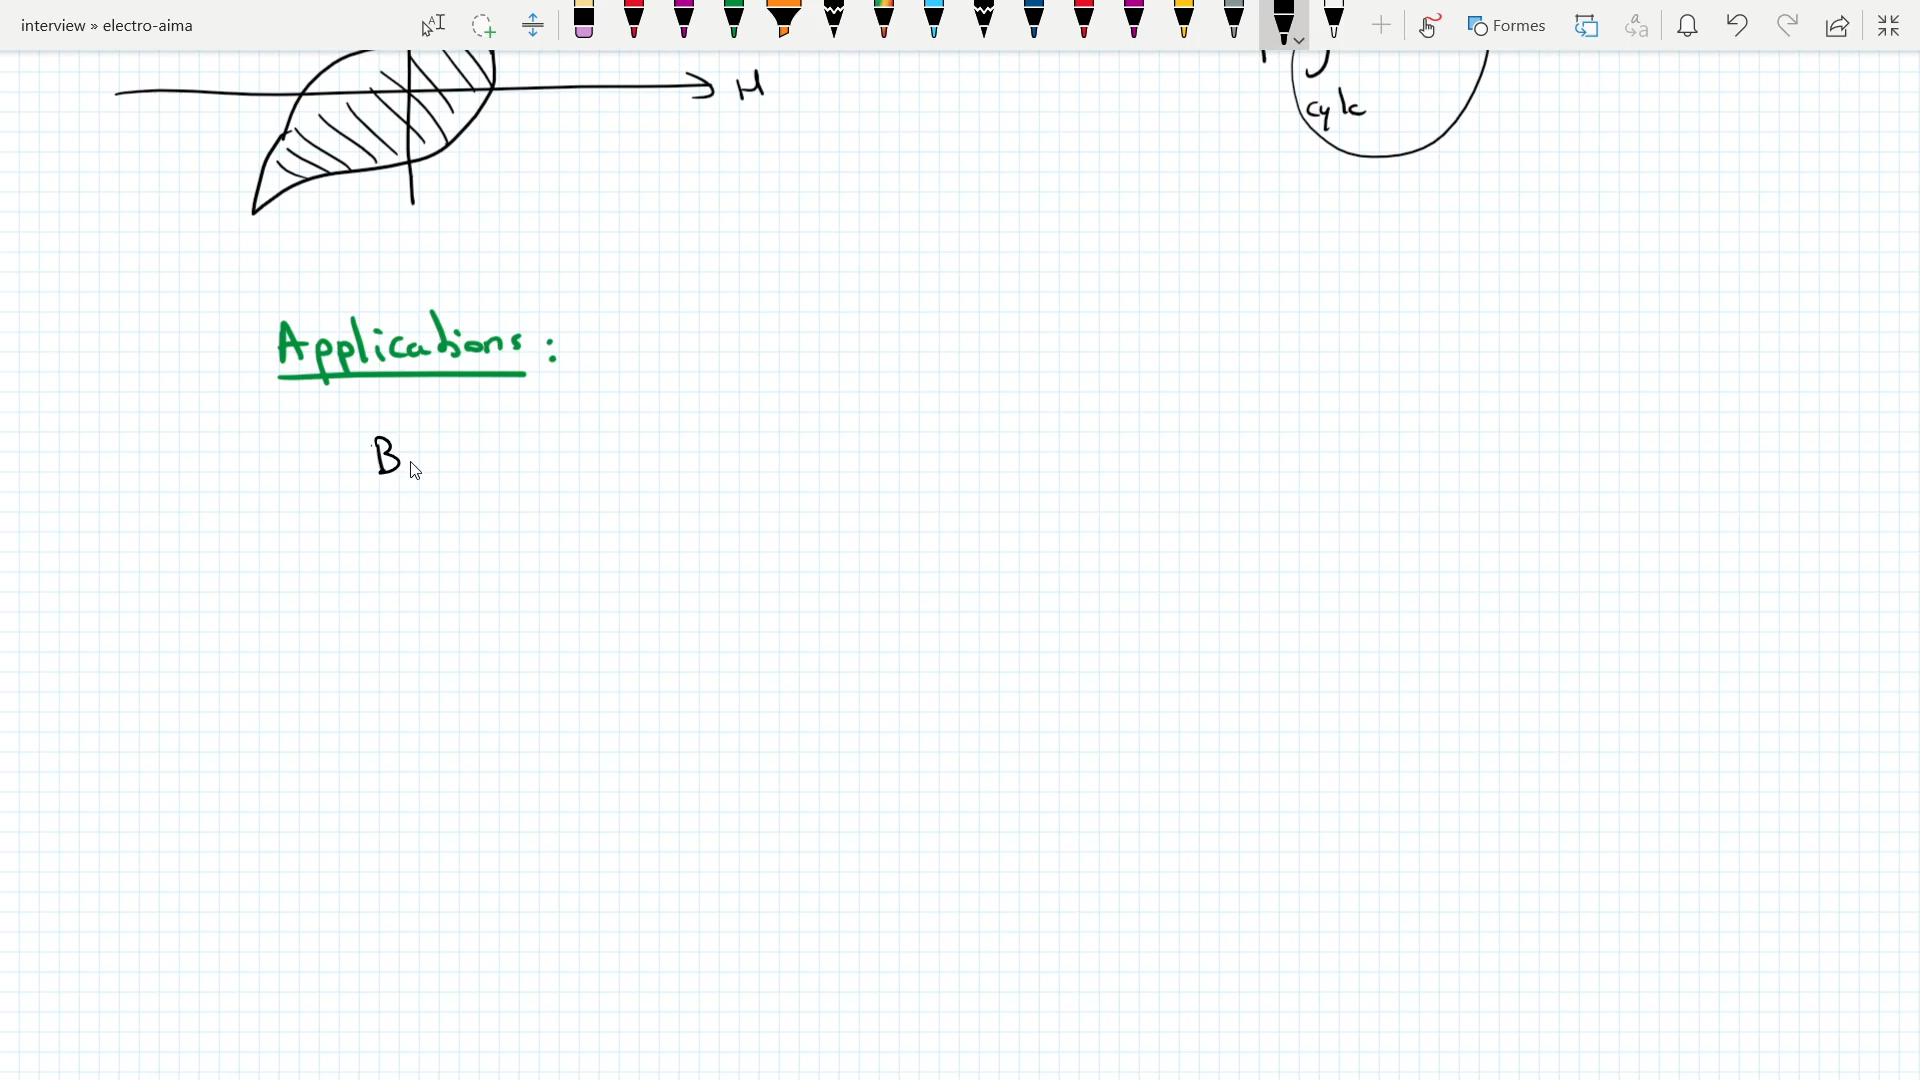 interview » electro-aima
Formes
H
cycle
Applications :
B